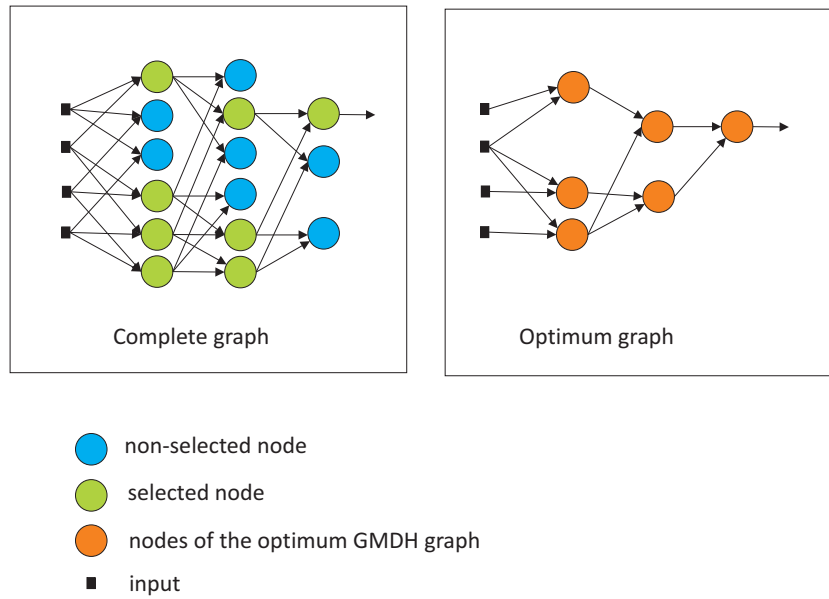 Complete graph
Optimum graph
non-selected node
selected node
nodes of the optimum GMDH graph
input